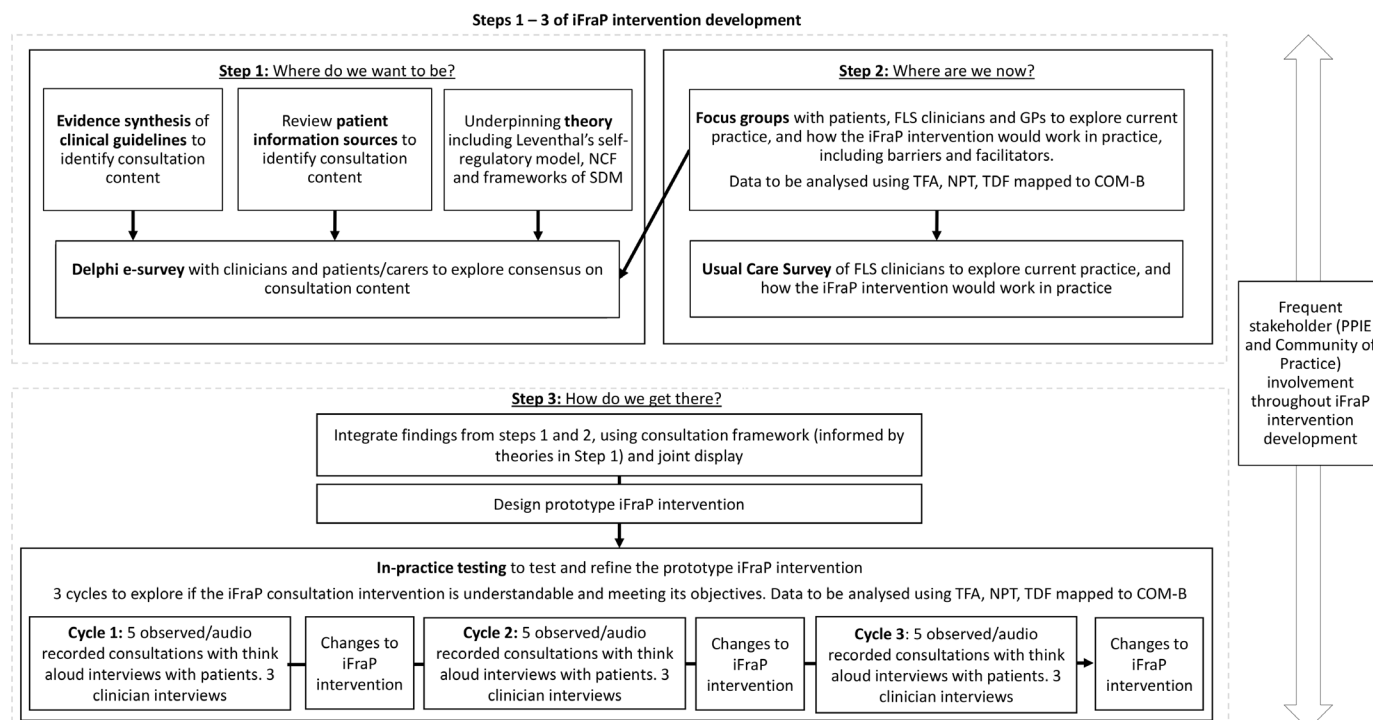 Steps 1 – 3 of iFraP intervention development
Step 1: Where do we want to be?
Evidence synthesis of
clinical guidelines to
identify consultation
content
Review patient
information sources to
identify consultation
content
Underpinning theory
including Leventhal's self-
regulatory model, NCF
and frameworks of SDM
Delphi e-survey with clinicians and patients/carers to explore consensus on
consultation content
Step 2: Where are we now?
Focus groups with patients, FLS clinicians and GPs to explore current
practice, and how the iFraP intervention would work in practice,
including barriers and facilitators.
Data to be analysed using TFA, NPT, TDF mapped to COM-B
Usual Care Survey of FLS clinicians to explore current practice, and
how the iFraP intervention would work in practice
Frequent
stakeholder (PPIE
and Community of
Practice)
involvement
throughout iFraP
intervention
development
Step 3: How do we get there?
Integrate findings from steps 1 and 2, using consultation framework (informed by
theories in Step 1) and joint display
Design prototype iFraP intervention
In-practice testing to test and refine the prototype iFraP intervention
3 cycles to explore if the iFraP consultation intervention is understandable and meeting its objectives. Data to be analysed using TFA, NPT, TDF mapped to COM-B
Cycle 1: 5 observed/audio
recorded consultations with think
aloud interviews with patients. 3
clinician interviews
Changes to
iFraP
intervention
Cycle 2: 5 observed/audio
recorded consultations with think
aloud interviews with patients. 3
clinician interviews
Changes to
iFraP
intervention
Cycle 3: 5 observed/audio
recorded consultations with think
aloud interviews with patients. 3
clinician interviews
Changes to
iFraP
intervention